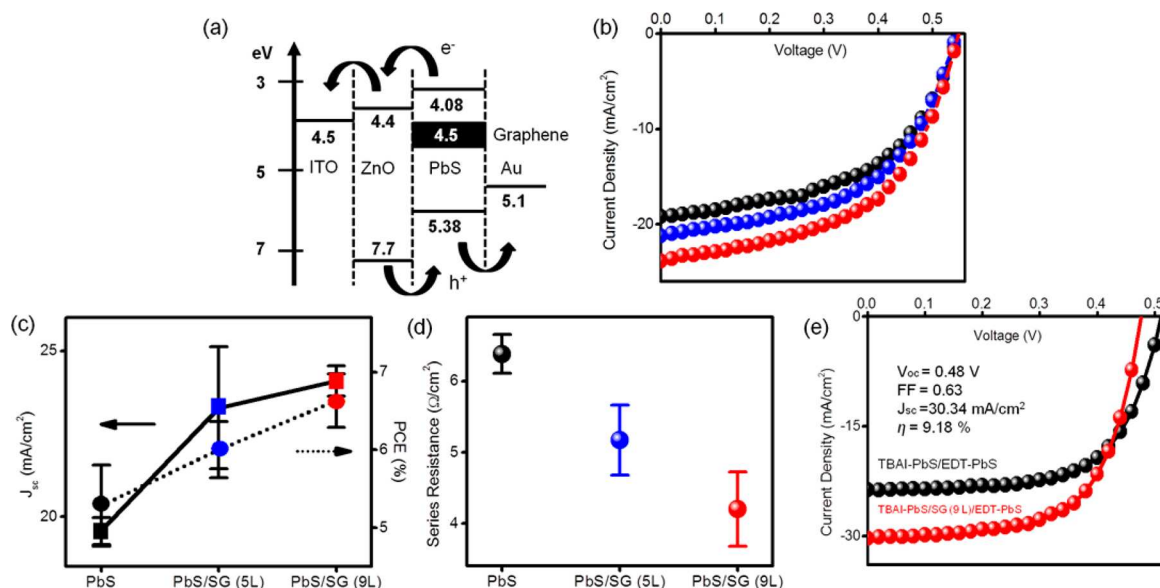 (a)
eV
3
5
7
e⁻
4.08
4.4
4.5
4.5
Graphene
ITO
ZnO
PbS
Au
5.1
5.38
7.7
h⁺
(b)
0.0 0.1 0.2 0.3 0.4 0.5
Voltage (V)
0
-10
-20
Current Density (mA/cm²)
(c)
25
20
Jsc (mA/cm²)
7
6
5
PCE (%)
PbS PbS/SG (5L) PbS/SG (9L)
(d)
6
5
4
Series Resistance (Ω/cm²)
PbS PbS/SG (5L) PbS/SG (9L)
(e)
0.0 0.1 0.2 0.3 0.4 0.5
Voltage (V)
0
-15
-30
Current Density (mA/cm²)
Voc = 0.48 V
FF = 0.63
Jsc = 30.34 mA/cm²
η = 9.18 %
TBAI-PbS/EDT-PbS
TBAI-PbS/SG (9 L)/EDT-PbS